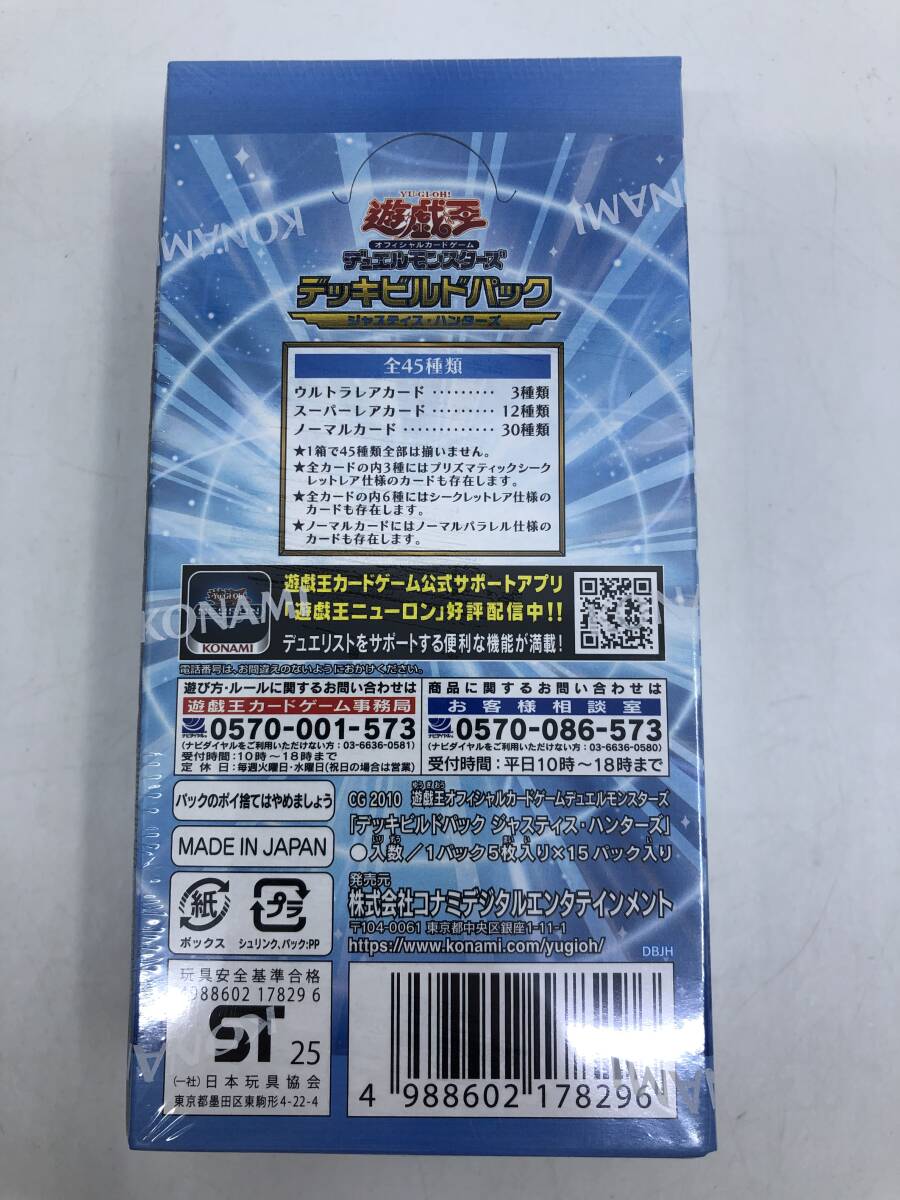 YU-GI-OH!
遊戯王
オフィシャルカードゲーム
デュエルモンスターズ
デッキビルドパック
ジャスティス・ハンターズ
全45種類
ウルトラレアカード ········· 3種類
スーパーレアカード ········· 12種類
ノーマルカード ············· 30種類
★1箱で45種類全部は揃いません。
★全カードの内3種にはプリズマティックシーク
レットレア仕様のカードも存在します。
★全カードの内6種にはシークレットレア仕様の
カードも存在します。
★ノーマルカードにはノーマルパラレル仕様の
カードも存在します。
遊戯王カードゲーム公式サポートアプリ
「遊戯王ニューロン」好評配信中!!
デュエリストをサポートする便利な機能が満載!
KONAMI
電話番号は、お間違えのないようにおかけください。
遊び方・ルールに関するお問い合わせは
遊戯王カードゲーム事務局
0570-001-573
(ナビダイヤルをご利用いただけない方:03-6636-0581)
受付時間:10時~18時まで
定休日:毎週火曜日・水曜日(祝日の場合は営業)
商品に関するお問い合わせは
お客様相談室
0570-086-573
(ナビダイヤルをご利用いただけない方:03-6636-0580)
受付時間:平日10時~18時まで
パックのポイ捨てはやめましょう
MADE IN JAPAN
紙
ボックス
プラ
シュリンク,パック:PP
CG 2010 遊戯王オフィシャルカードゲームデュエルモンスターズ
「デッキビルドパック ジャスティス・ハンターズ」
●入数/1パック5枚入り×15パック入り
発売元
株式会社コナミデジタルエンタテインメント
〒104-0061 東京都中央区銀座1-11-1
https://www.konami.com/yugioh/
DBJH
玩具安全基準合格
4988602 17829 6
ST 25
(一社)日本玩具協会
東京都墨田区東駒形4-22-4
4 988602 178296
KONAMI
KONAMI
KONAMI
KONAMI
KONAMI